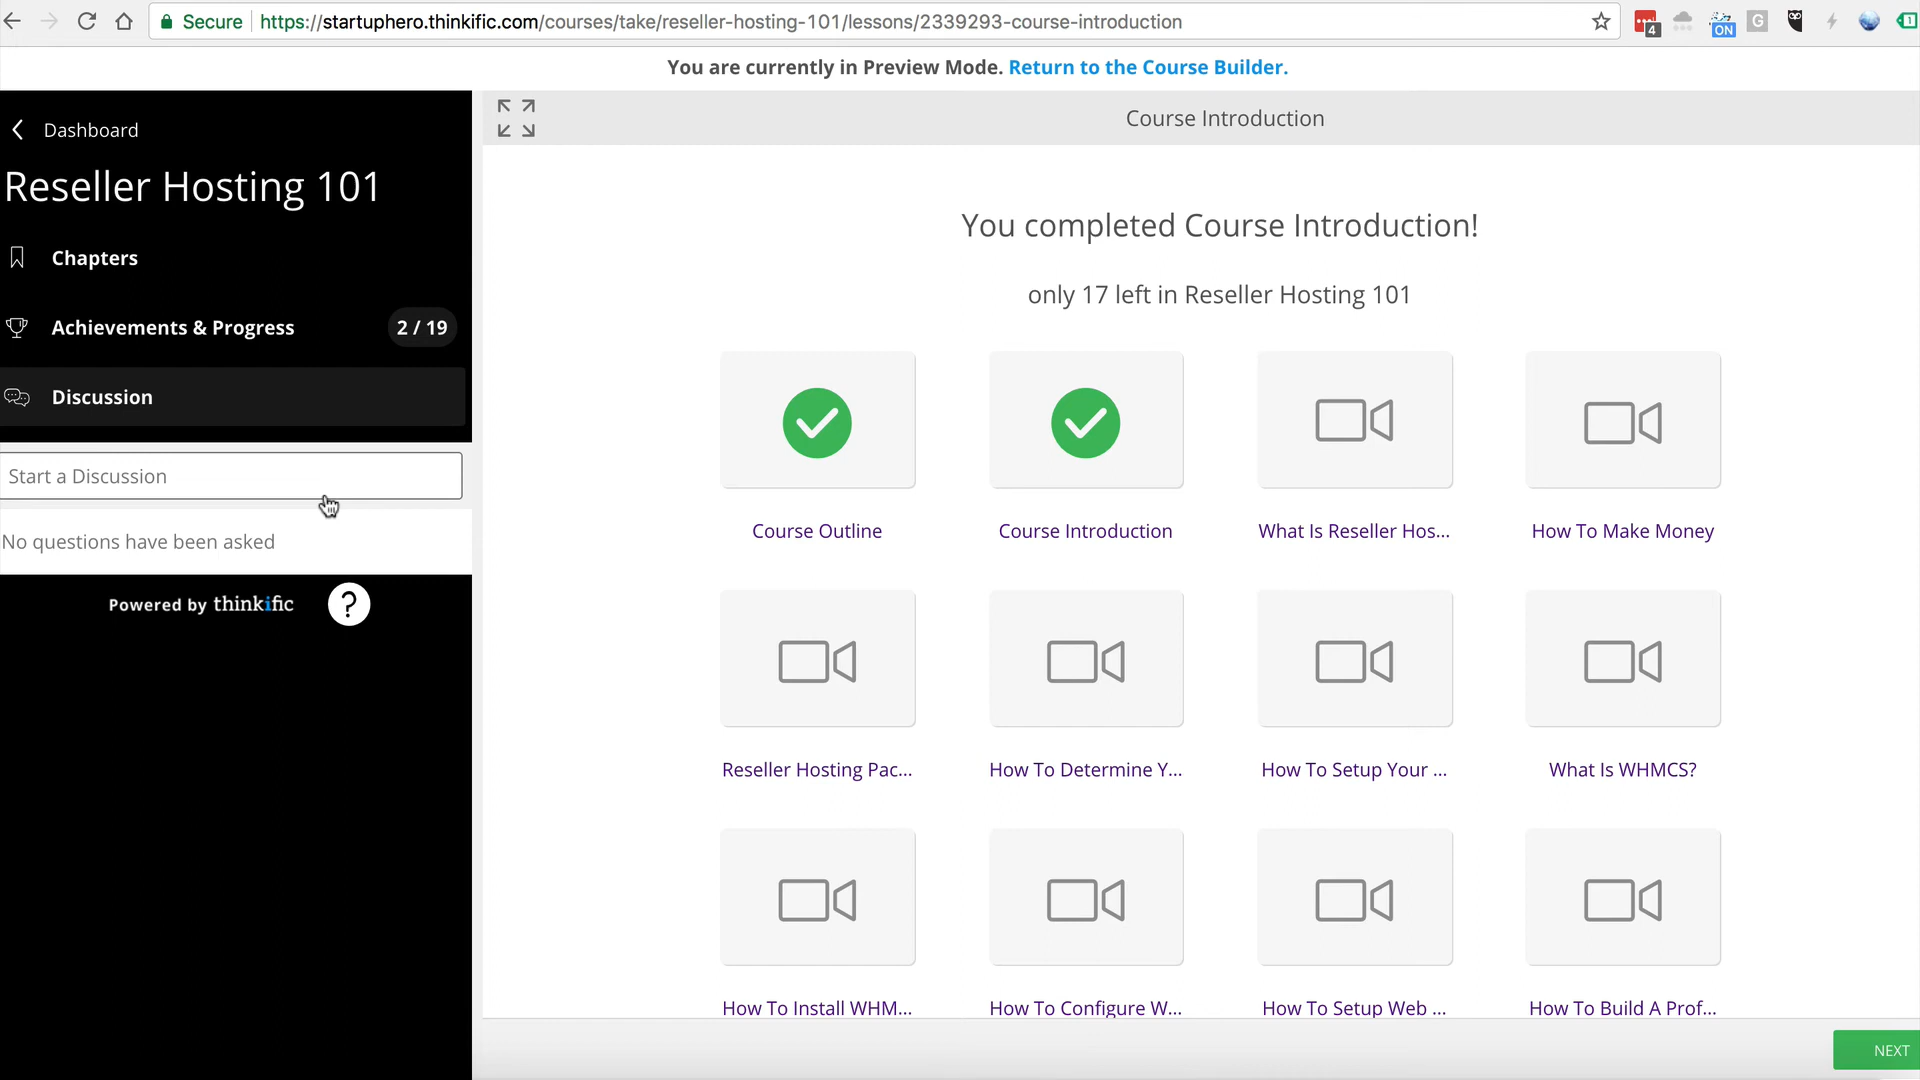 Secure https://startuphero.thinkific.com/courses/take/reseller-hosting-101/lessons/2339293-course-introduction
4
ON
G
1
You are currently in Preview Mode. Return to the Course Builder.
Dashboard
Reseller Hosting 101
Chapters
Achievements & Progress 2 / 19
Discussion
Start a Discussion
No questions have been asked
Powered by thinkific ?
Course Introduction
You completed Course Introduction!
only 17 left in Reseller Hosting 101
Course Outline
Course Introduction
What Is Reseller Hos...
How To Make Money
Reseller Hosting Pac...
How To Determine Y...
How To Setup Your ...
What Is WHMCS?
How To Install WHM...
How To Configure W...
How To Setup Web ...
How To Build A Prof...
NEXT